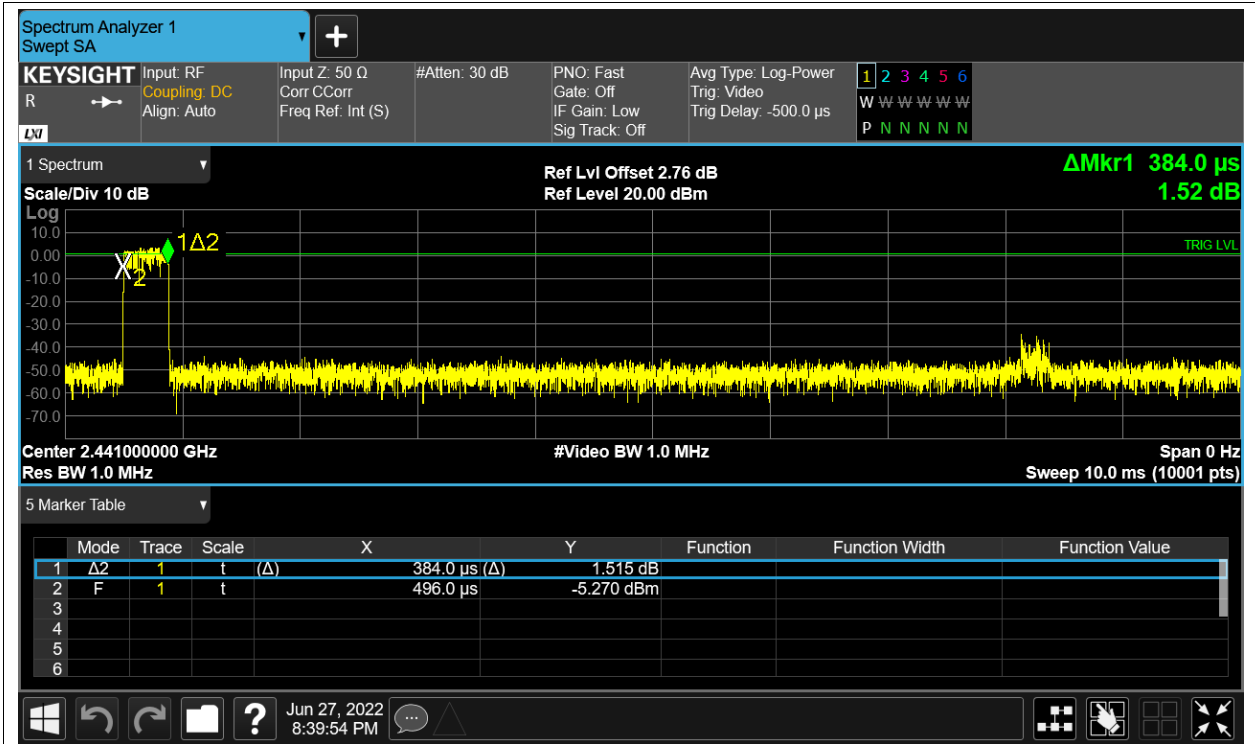 Spectrum Analyzer 1
Swept SA
KEYSIGHT
R
LXI
Input: RF
Coupling: DC
Align: Auto
Input Z: 50 Ω
Corr CCorr
Freq Ref: Int (S)
#Atten: 30 dB
PNO: Fast
Gate: Off
IF Gain: Low
Sig Track: Off
Avg Type: Log-Power
Trig: Video
Trig Delay: -500.0 µs
1 2 3 4 5 6
W W W W W W
P N N N N N
1 Spectrum
Scale/Div 10 dB
Ref Lvl Offset 2.76 dB
Ref Level 20.00 dBm
ΔMkr1 384.0 µs
1.52 dB
Log
10.0
0.00
-10.0
-20.0
-30.0
-40.0
-50.0
-60.0
-70.0
1Δ2
2
TRIG LVL
Center 2.441000000 GHz
#Video BW 1.0 MHz
Span 0 Hz
Res BW 1.0 MHz
Sweep 10.0 ms (10001 pts)
5 Marker Table
Mode Trace Scale X Y Function Function Width Function Value
1 Δ2 1 t (Δ) 384.0 µs (Δ) 1.515 dB
2 F 1 t 496.0 µs -5.270 dBm
3
4
5
6
?
Jun 27, 2022
8:39:54 PM